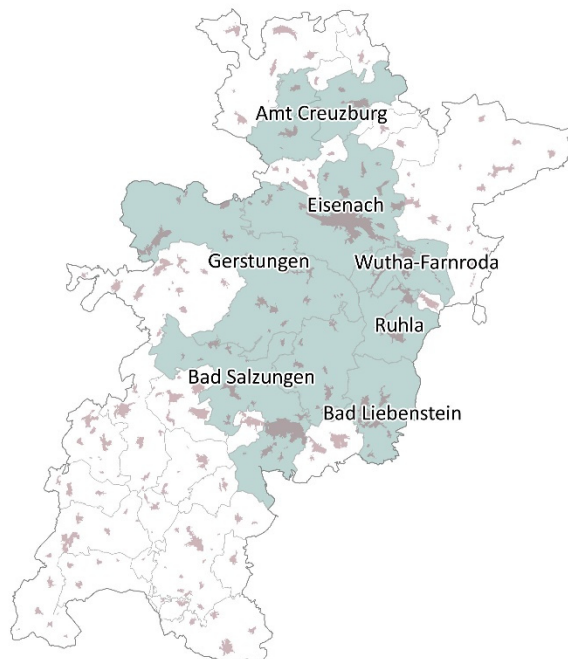 Amt Creuzburg
Eisenach
Gerstungen
Wutha-Farnroda
Ruhla
Bad Salzungen
Bad Liebenstein